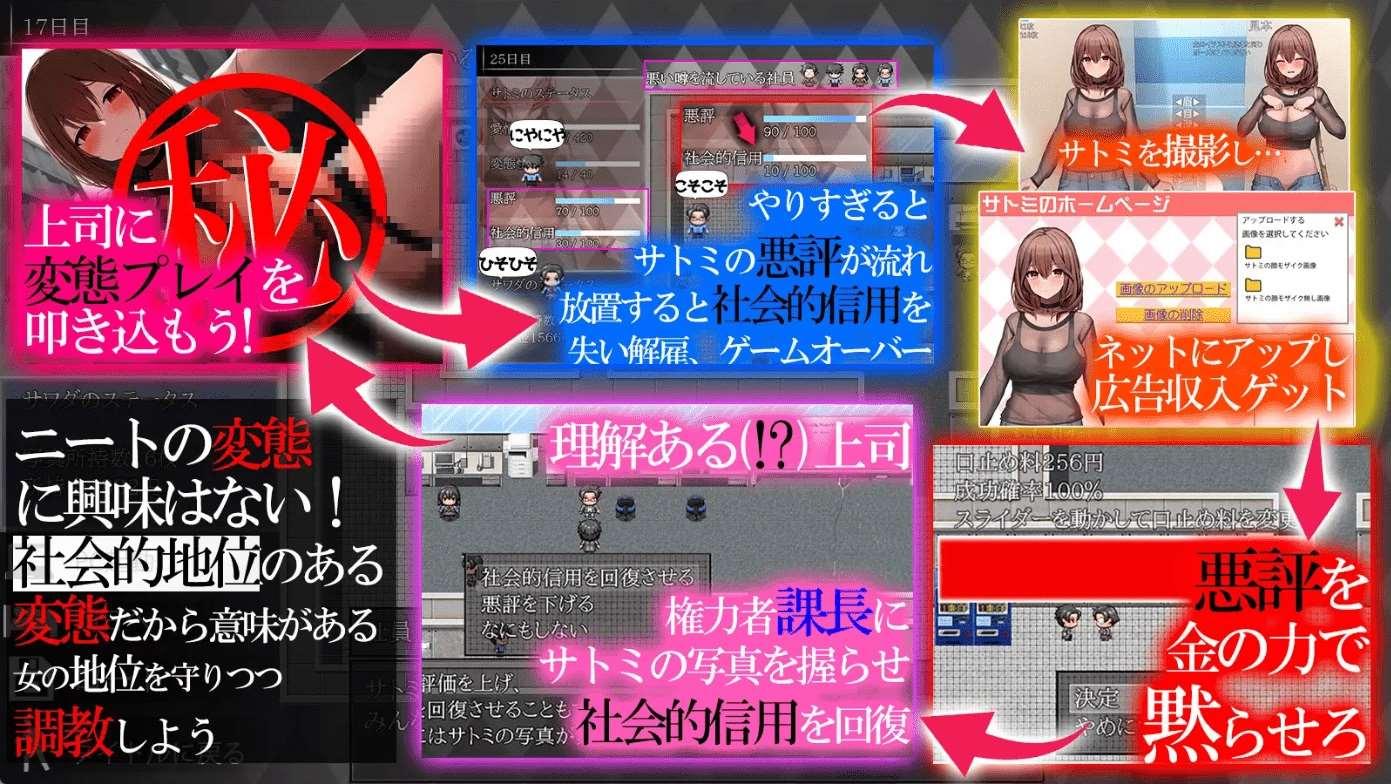 17日目
秘
上司に
変態プレイを
叩き込もう!
25日目
サトミのステータス
にやにや
変態
14 / 40
悪評
70 / 100
社会的信用
30 / 100
ひそひそ
悪い噂を流している社員
悪評
90 / 100
社会的信用
10 / 100
こそこそ
やりすぎると
サトミの悪評が流れ
放置すると社会的信用を
失い解雇、ゲームオーバー
見本
サトミを撮影し…
サトミのホームページ
アップロードする
画像を選択してください
サトミの顔モザイク画像
サトミの顔モザイク無し画像
画像のアップロード
画像の削除
ネットにアップし
広告収入ゲット
口止め料256円
成功確率100%
スライダーを動かして口止め料を変更
悪評を
金の力で
黙らせろ
決定
やめに
理解ある(!?)上司
社会的信用を回復させる
悪評を下げる
なにもしない
権力者課長に
サトミの写真を握らせ
社会的信用を回復
サワダのステータス
ニートの変態
に興味はない!
社会的地位のある
変態だから意味がある
女の地位を守りつつ
調教しよう